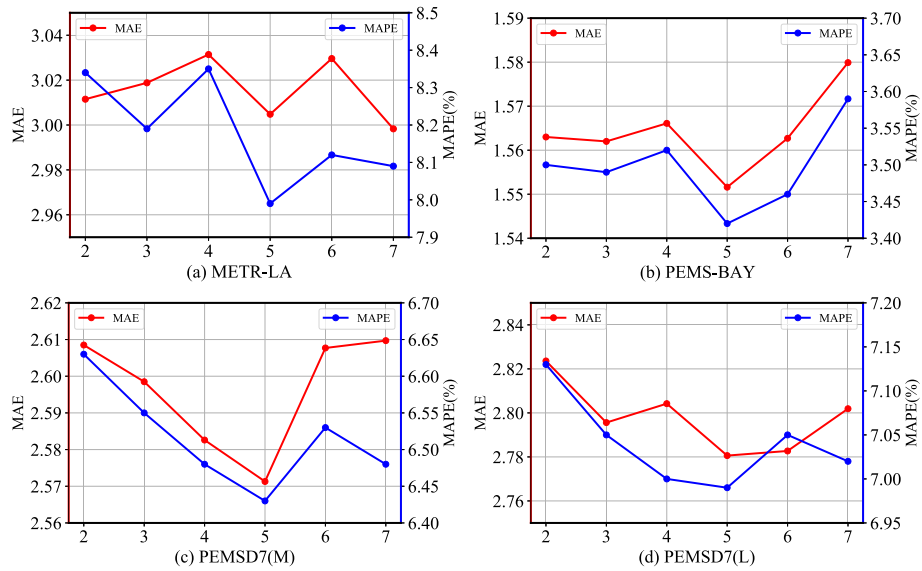 MAE
MAPE
3.04
3.02
3.00
2.98
2.96
MAE
8.5
8.4
8.3
8.2
8.1
8.0
7.9
MAPE(%)
2 3 4 5 6 7
(a) METR-LA
MAE
MAPE
1.59
1.58
1.57
1.56
1.55
1.54
MAE
3.70
3.65
3.60
3.55
3.50
3.45
3.40
MAPE(%)
2 3 4 5 6 7
(b) PEMS-BAY
MAE
MAPE
2.62
2.61
2.60
2.59
2.58
2.57
2.56
MAE
6.70
6.65
6.60
6.55
6.50
6.45
6.40
MAPE(%)
2 3 4 5 6 7
(c) PEMSD7(M)
MAE
MAPE
2.84
2.82
2.80
2.78
2.76
MAE
7.20
7.15
7.10
7.05
7.00
6.95
MAPE(%)
2 3 4 5 6 7
(d) PEMSD7(L)